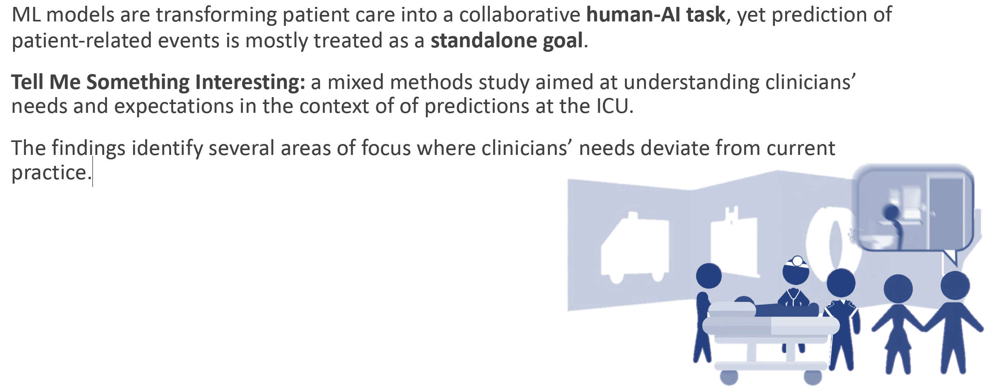 ML models are transforming patient care into a collaborative human-AI task, yet prediction of
patient-related events is mostly treated as a standalone goal.
Tell Me Something Interesting: a mixed methods study aimed at understanding clinicians’
needs and expectations in the context of of predictions at the ICU.
The findings identify several areas of focus where clinicians’ needs deviate from current
practice.